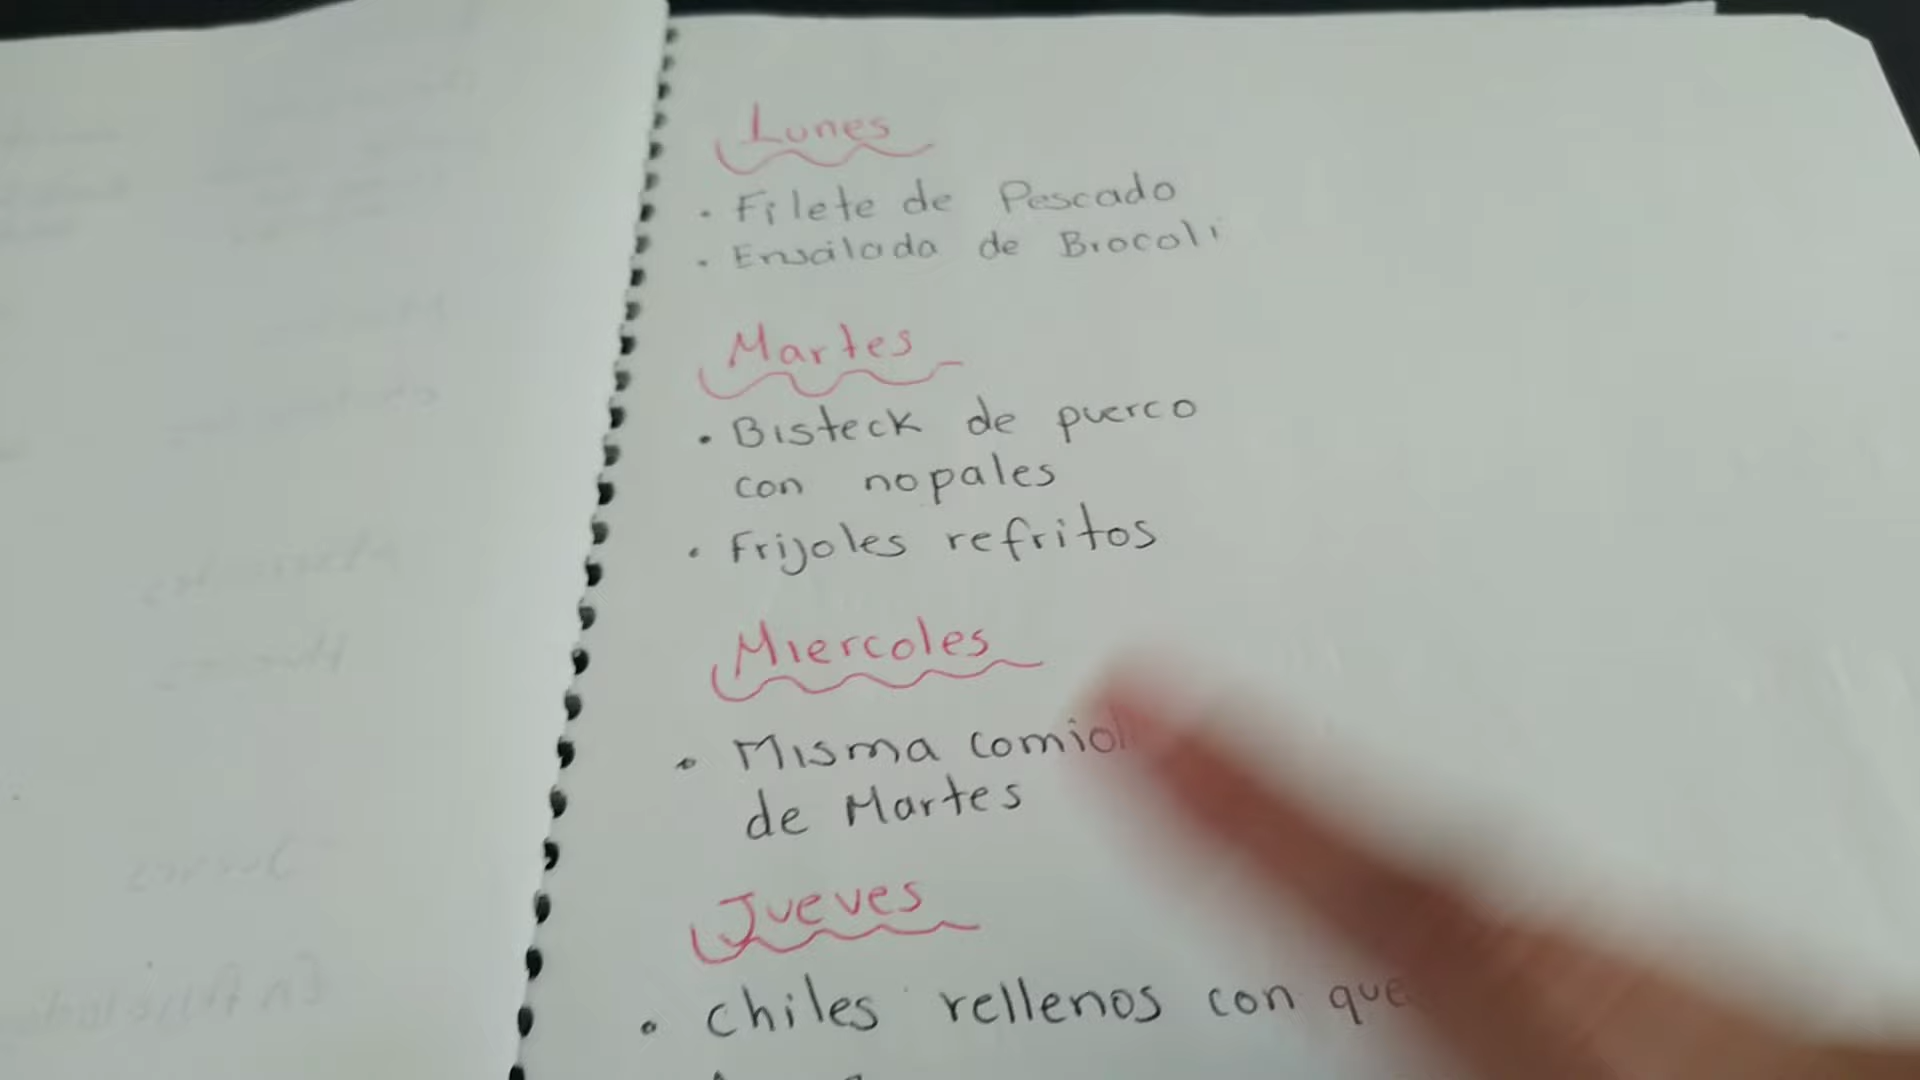 Lunes
• Filete de Pescado
• Ensalada de Brocoli
Martes
• Bisteck de puerco
con nopales
• Frijoles refritos
Miercoles
• Misma
de Martes
Jueves
• chiles rellenos con